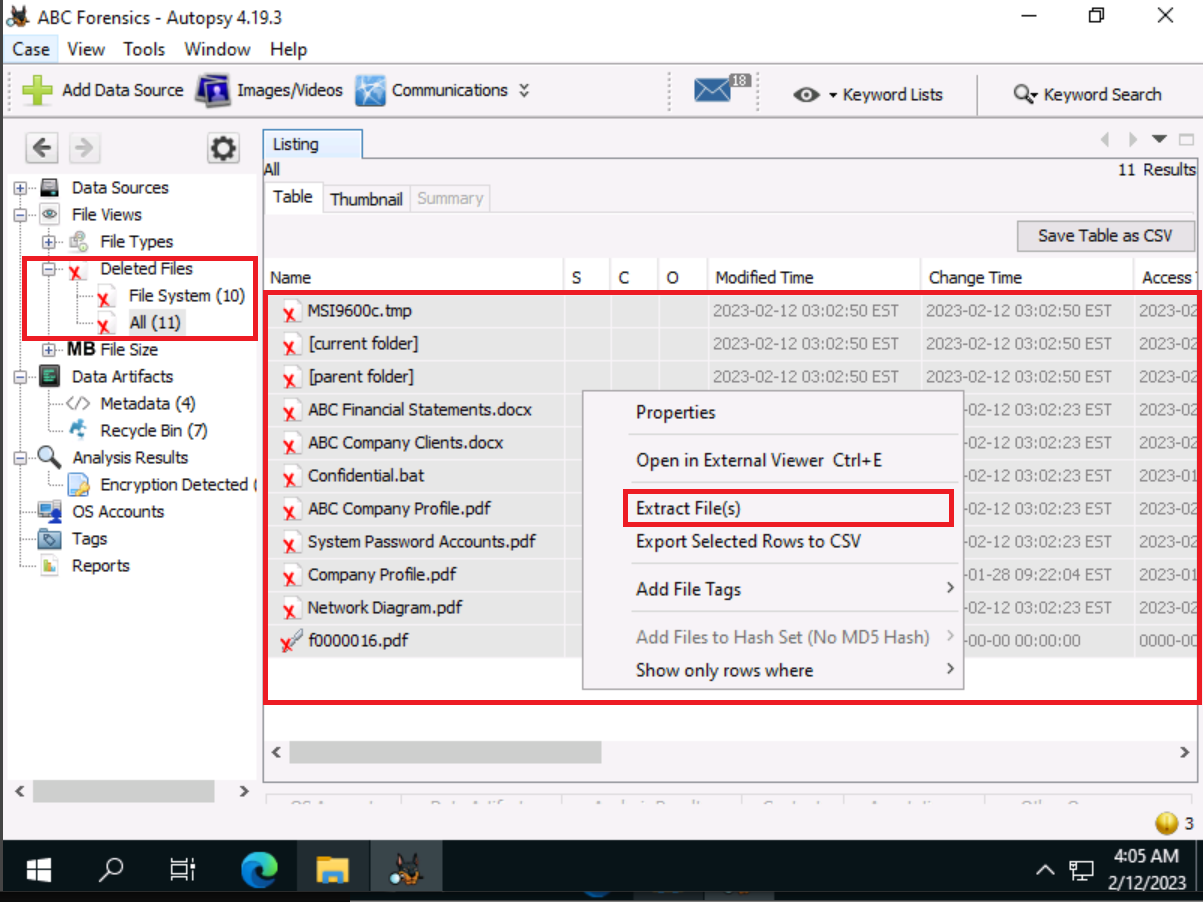 ABC Forensics - Autopsy 4.19.3
Case View Tools Window Help
Add Data Source Images/Videos Communications 18 Keyword Lists Keyword Search
Listing
All 11 Results
Table Thumbnail Summary
Save Table as CSV
Data Sources
File Views
File Types
Deleted Files
File System (10)
All (11)
MB File Size
Data Artifacts
Metadata (4)
Recycle Bin (7)
Analysis Results
Encryption Detected (
OS Accounts
Tags
Reports
Name S C O Modified Time Change Time Access
MSI9600c.tmp 2023-02-12 03:02:50 EST 2023-02-12 03:02:50 EST 2023-02
[current folder] 2023-02-12 03:02:50 EST 2023-02-12 03:02:50 EST 2023-02
[parent folder] 2023-02-12 03:02:50 EST 2023-02-12 03:02:50 EST 2023-02
ABC Financial Statements.docx -02-12 03:02:23 EST 2023-02
ABC Company Clients.docx -02-12 03:02:23 EST 2023-02
Confidential.bat -02-12 03:02:23 EST 2023-01
ABC Company Profile.pdf -02-12 03:02:23 EST 2023-02
System Password Accounts.pdf -02-12 03:02:23 EST 2023-02
Company Profile.pdf -01-28 09:22:04 EST 2023-01
Network Diagram.pdf -02-12 03:02:23 EST 2023-02
f0000016.pdf -00-00 00:00:00 0000-00
Properties
Open in External Viewer Ctrl+E
Extract File(s)
Export Selected Rows to CSV
Add File Tags
Add Files to Hash Set (No MD5 Hash)
Show only rows where
3
4:05 AM
2/12/2023